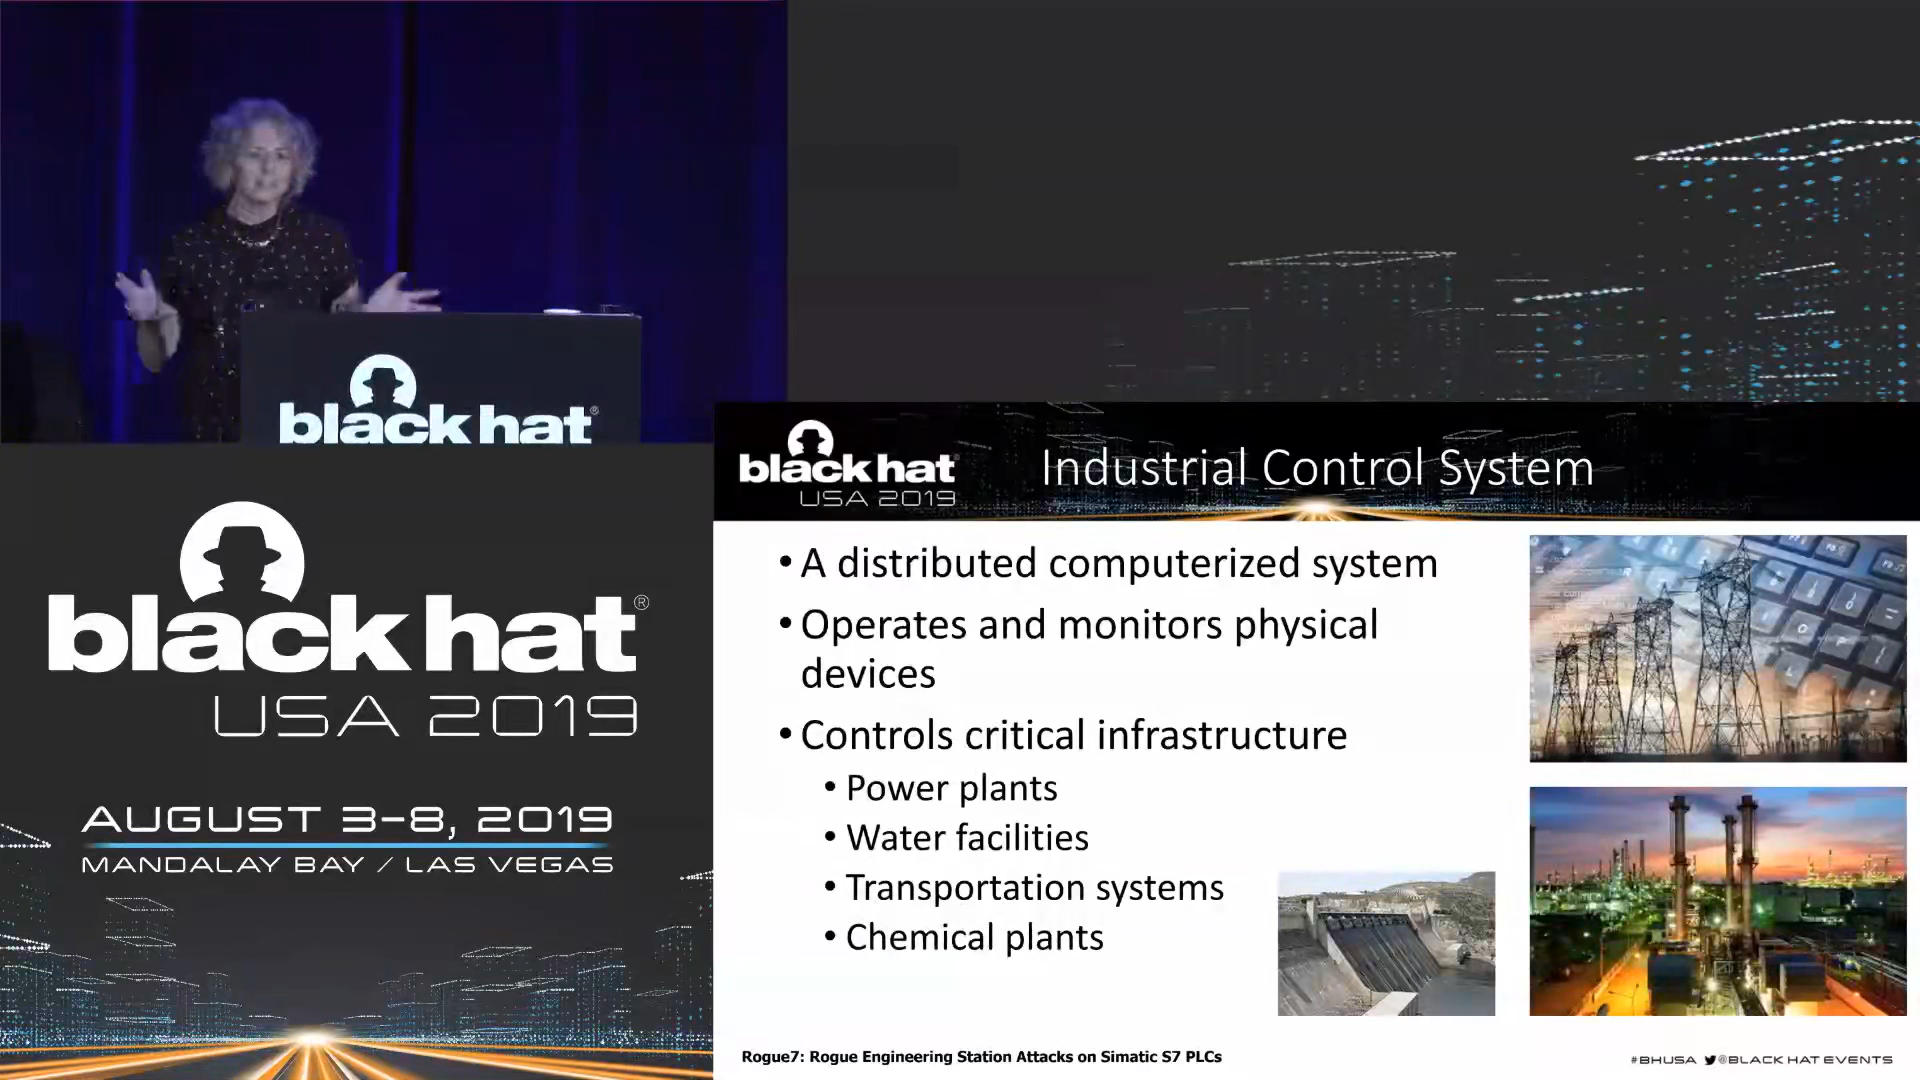 black hat®
black hat®
USA 2019
AUGUST 3-8, 2019
MANDALAY BAY / LAS VEGAS
black hat
USA 2019
Industrial Control System
• A distributed computerized system
• Operates and monitors physical
devices
• Controls critical infrastructure
• Power plants
• Water facilities
• Transportation systems
• Chemical plants
Rogue7: Rogue Engineering Station Attacks on Simatic S7 PLCs
#BHUSA @BLACK HAT EVENTS